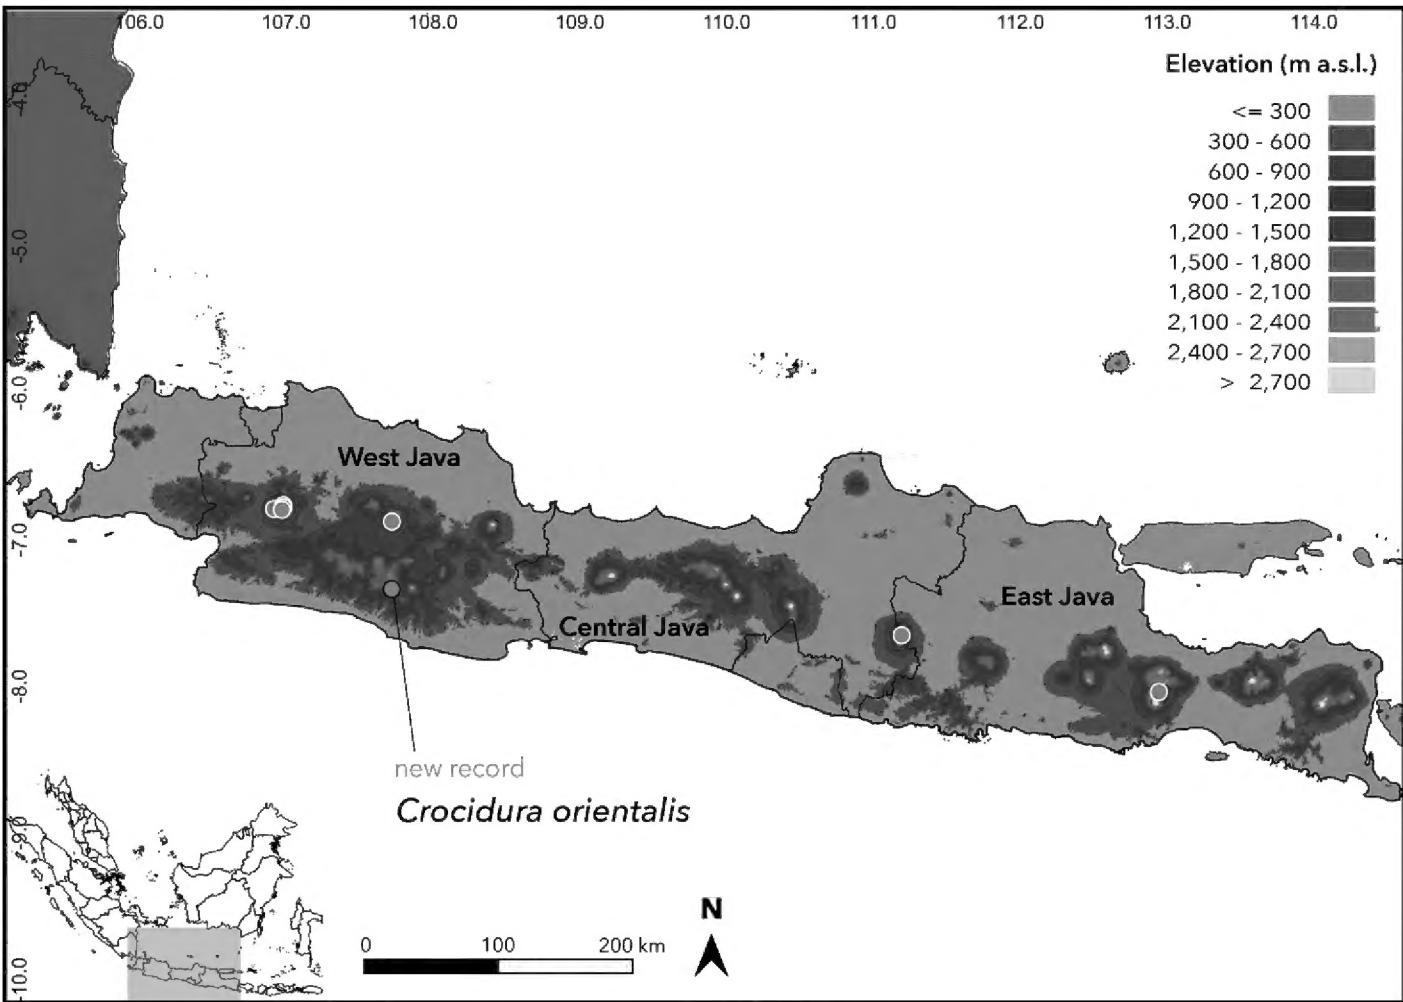 106.0 107.0 108.0 109.0 110.0 111.0 112.0 113.0 114.0
Elevation (m a.s.l.)
<= 300
300 - 600
600 - 900
900 - 1,200
1,200 - 1,500
1,500 - 1,800
1,800 - 2,100
2,100 - 2,400
2,400 - 2,700
> 2,700
-4.0
-5.0
-6.0
-7.0
-8.0
-9.0
-10.0
West Java
Central Java
East Java
new record
Crocidura orientalis
N
0 100 200 km